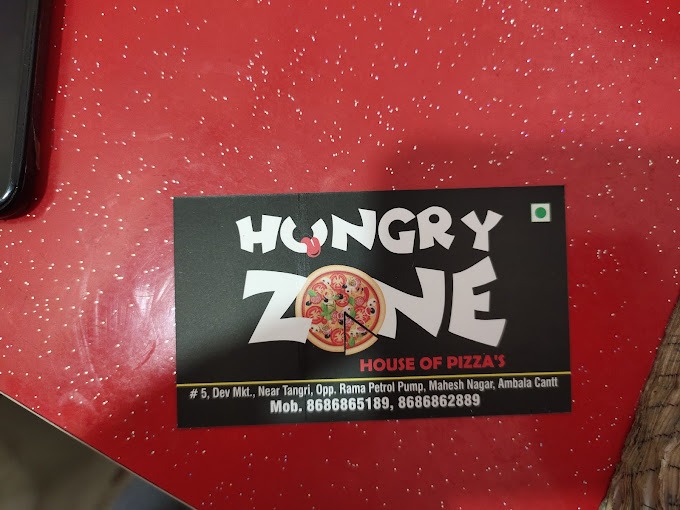 HUNGRY
ZONE
HOUSE OF PIZZA'S
# 5, Dev Mkt., Near Tangri, Opp. Rama Petrol Pump, Mahesh Nagar, Ambala Cantt
Mob. 8686865189, 8686862889